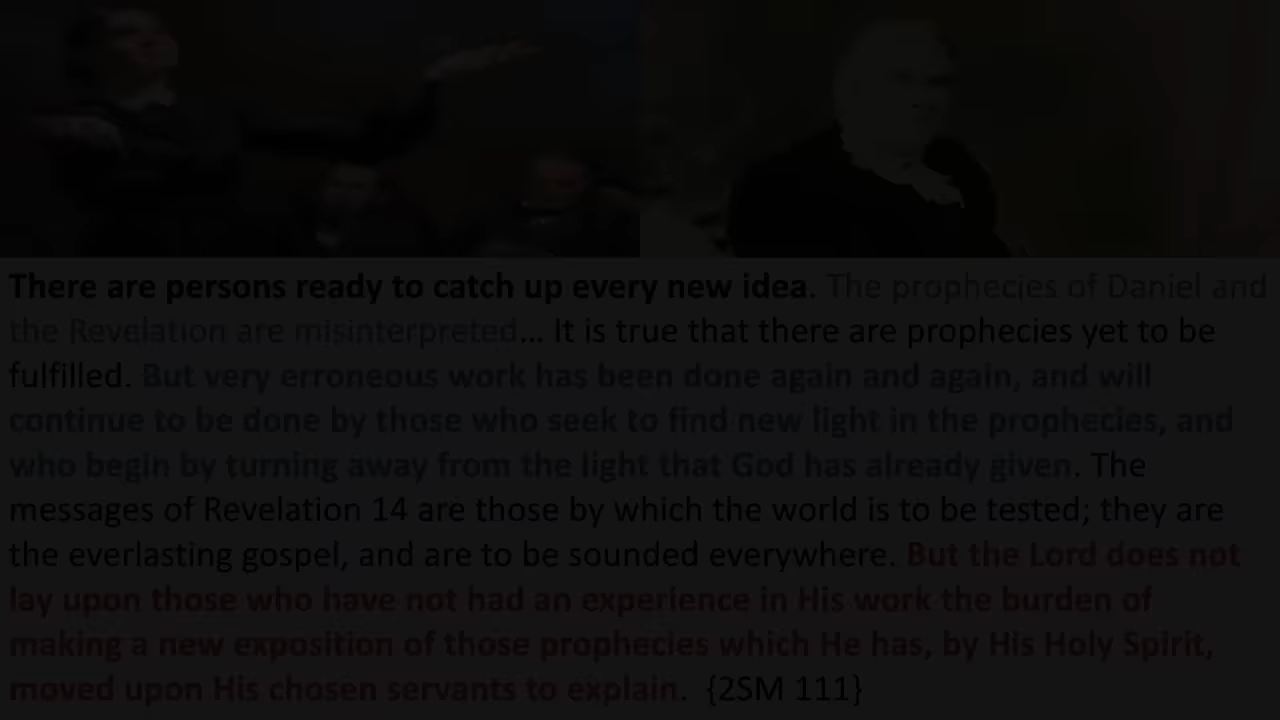 There are persons ready to catch up every new idea. The prophecies of Daniel and
the Revelation are misinterpreted... It is true that there are prophecies yet to be
fulfilled. But very erroneous work has been done again and again, and will
continue to be done by those who seek to find new light in the prophecies, and
who begin by turning away from the light that God has already given. The
messages of Revelation 14 are those by which the world is to be tested; they are
the everlasting gospel, and are to be sounded everywhere. But the Lord does not
lay upon those who have not had an experience in His work the burden of
making a new exposition of those prophecies which He has, by His Holy Spirit,
moved upon His chosen servants to explain. {2SM 111}